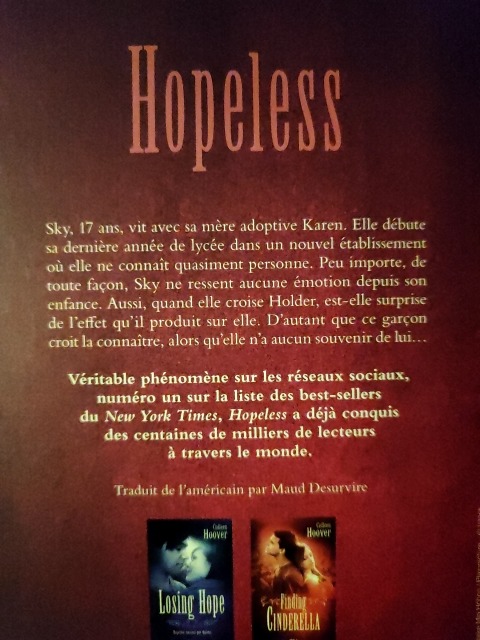 Hopeless
Sky, 17 ans, vit avec sa mère adoptive Karen. Elle débute
sa dernière année de lycée dans un nouvel établissement
où elle ne connaît quasiment personne. Peu importe, de
toute façon, Sky ne ressent aucune émotion depuis son
enfance. Aussi, quand elle croise Holder, est-elle surprise
de l'effet qu'il produit sur elle. D'autant que ce garçon
croit la connaître, alors qu'elle n'a aucun souvenir de lui...
Véritable phénomène sur les réseaux sociaux,
numéro un sur la liste des best-sellers
du New York Times, Hopeless a déjà conquis
des centaines de milliers de lecteurs
à travers le monde.
Traduit de l'américain par Maud Desurvire
Colleen
Hoover
Losing Hope
Colleen
Hoover
Finding
CINDERELLA